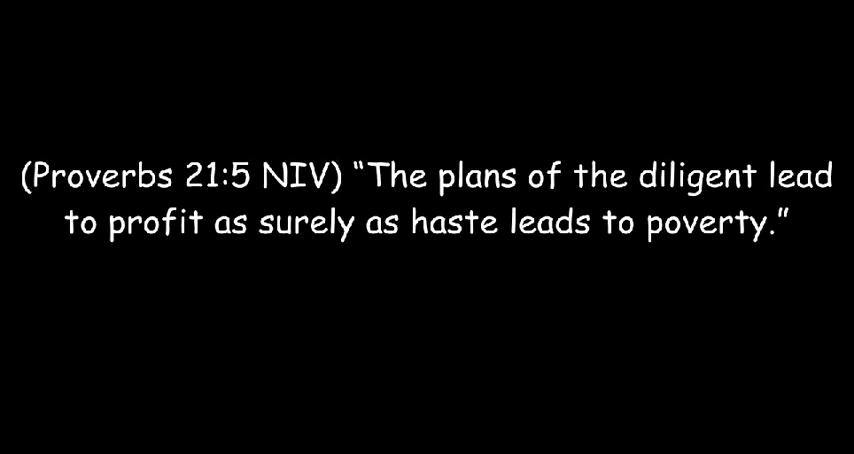 (Proverbs 21:5 NIV) “The plans of the diligent lead
to profit as surely as haste leads to poverty.”